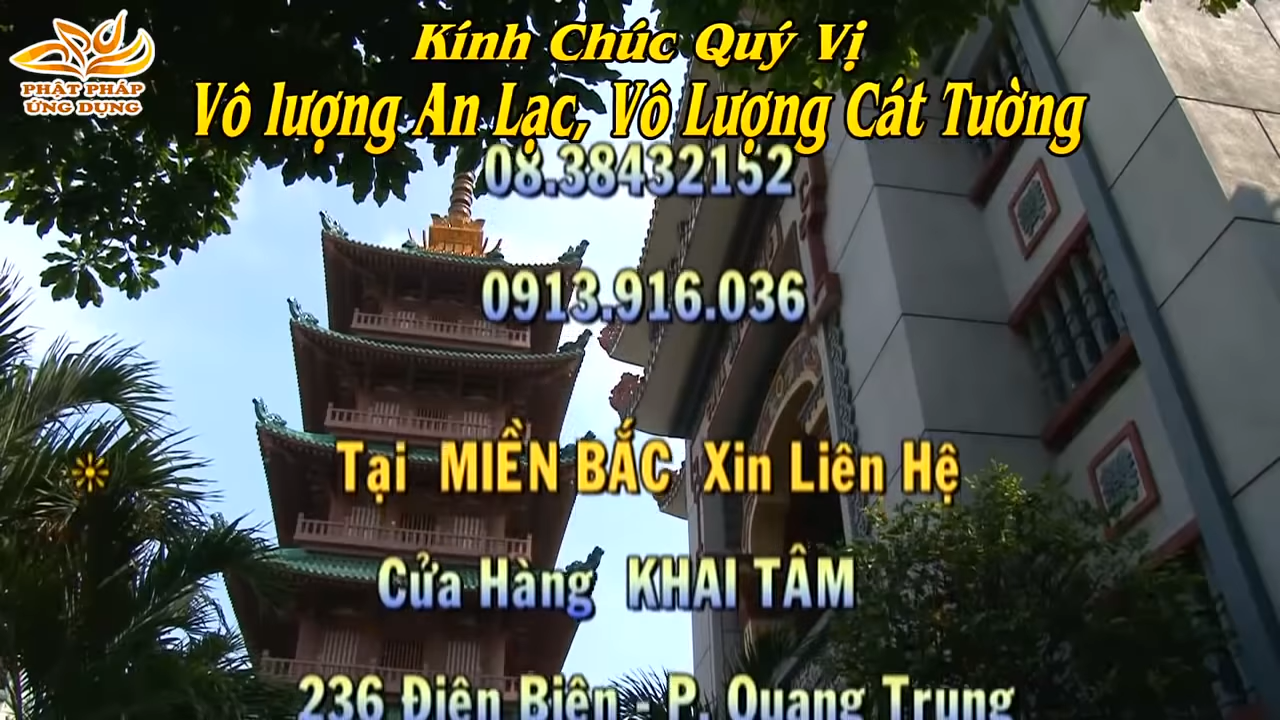 PHẬT PHÁP
ỨNG DỤNG
Kính Chúc Quý Vị
Vô lượng An Lạc, Vô Lượng Cát Tường
08.38432152
0913.916.036
Tại MIỀN BẮC Xin Liên Hệ
Cửa Hàng KHAI TÂM
236 Điện Biên - P. Quang Trung